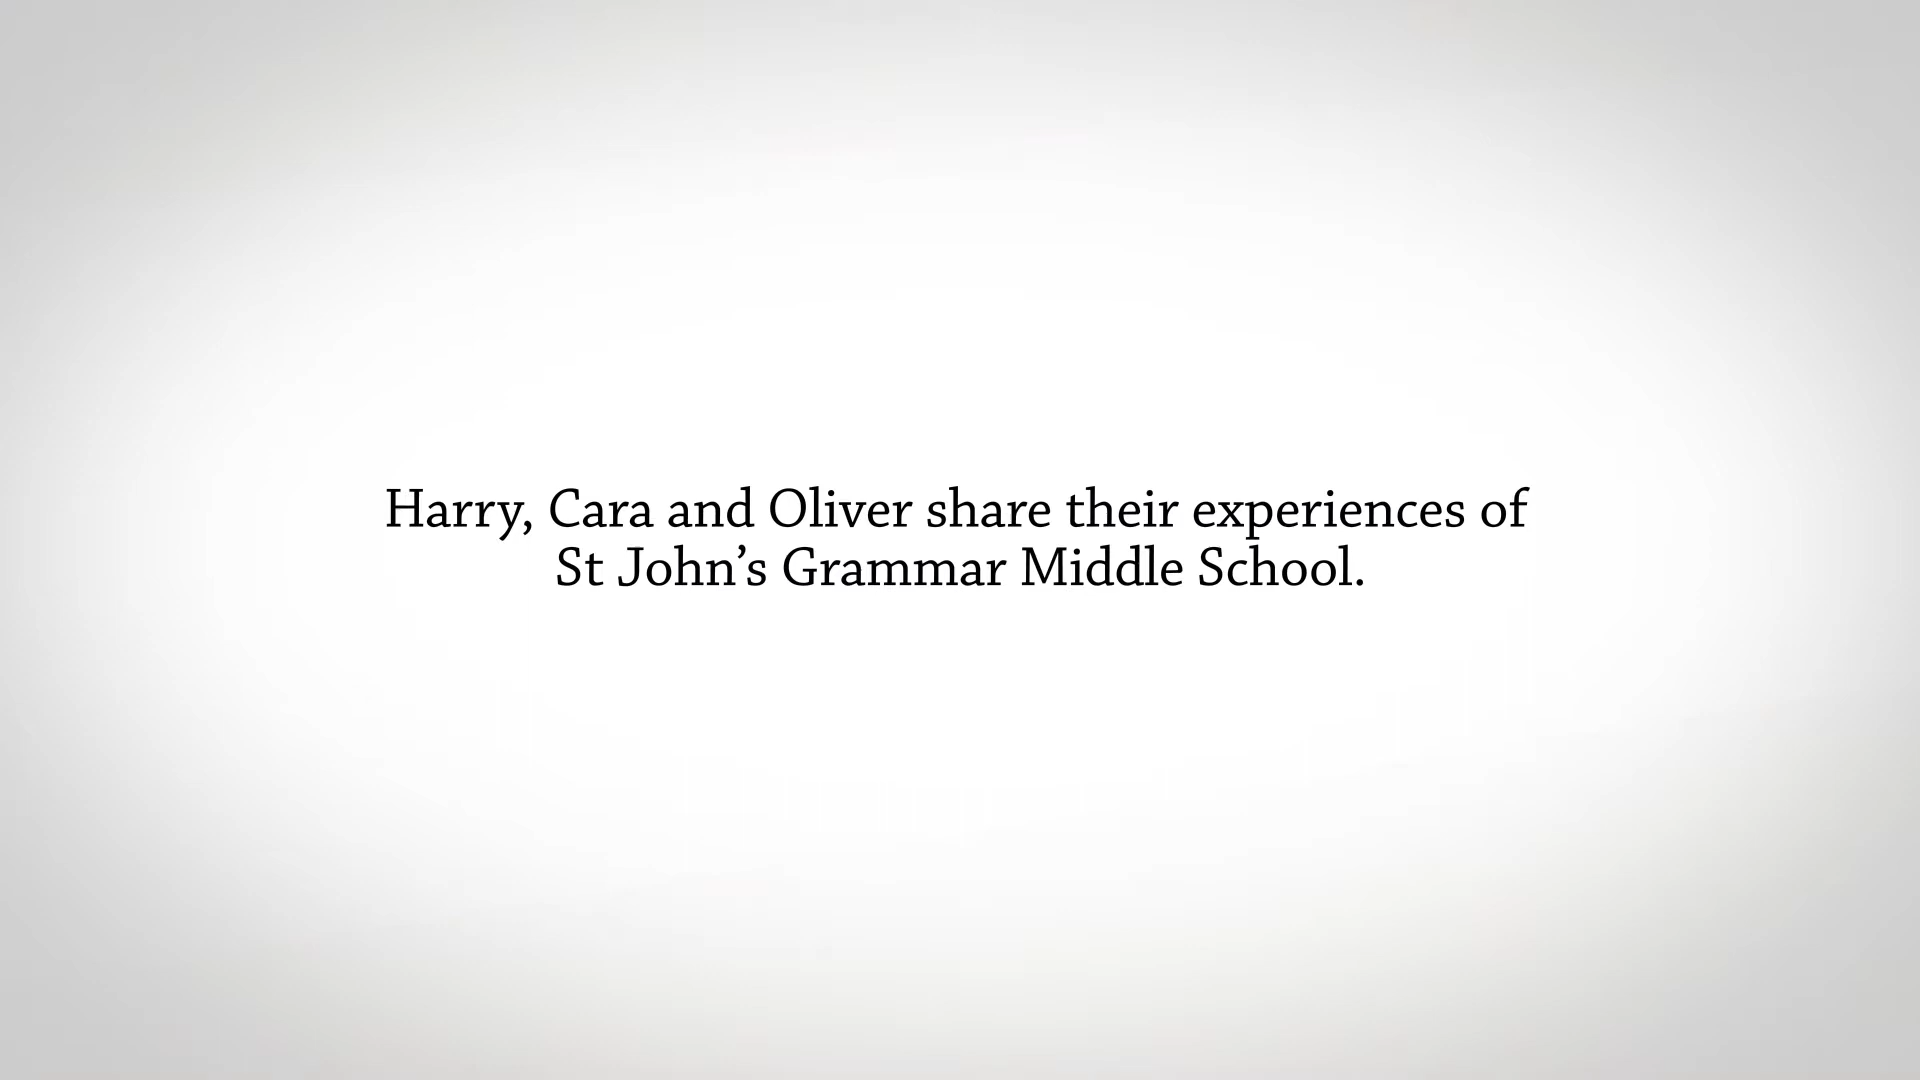 Harry, Cara and Oliver share their experiences of
St John’s Grammar Middle School.